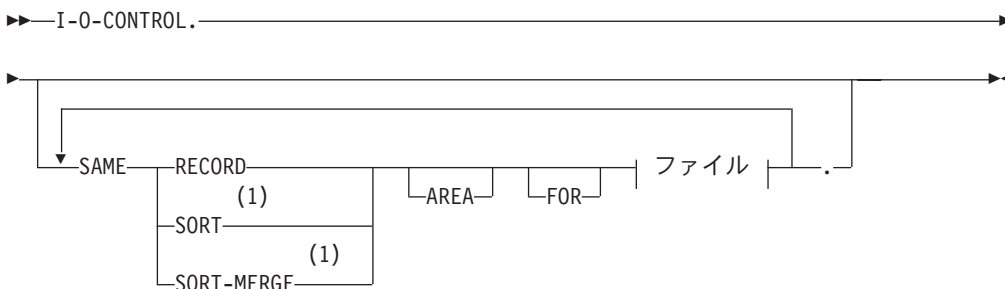 I-O-CONTROL.
SAME RECORD AREA FOR ファイル .
(1)
SORT
(1)
SORT-MERGE